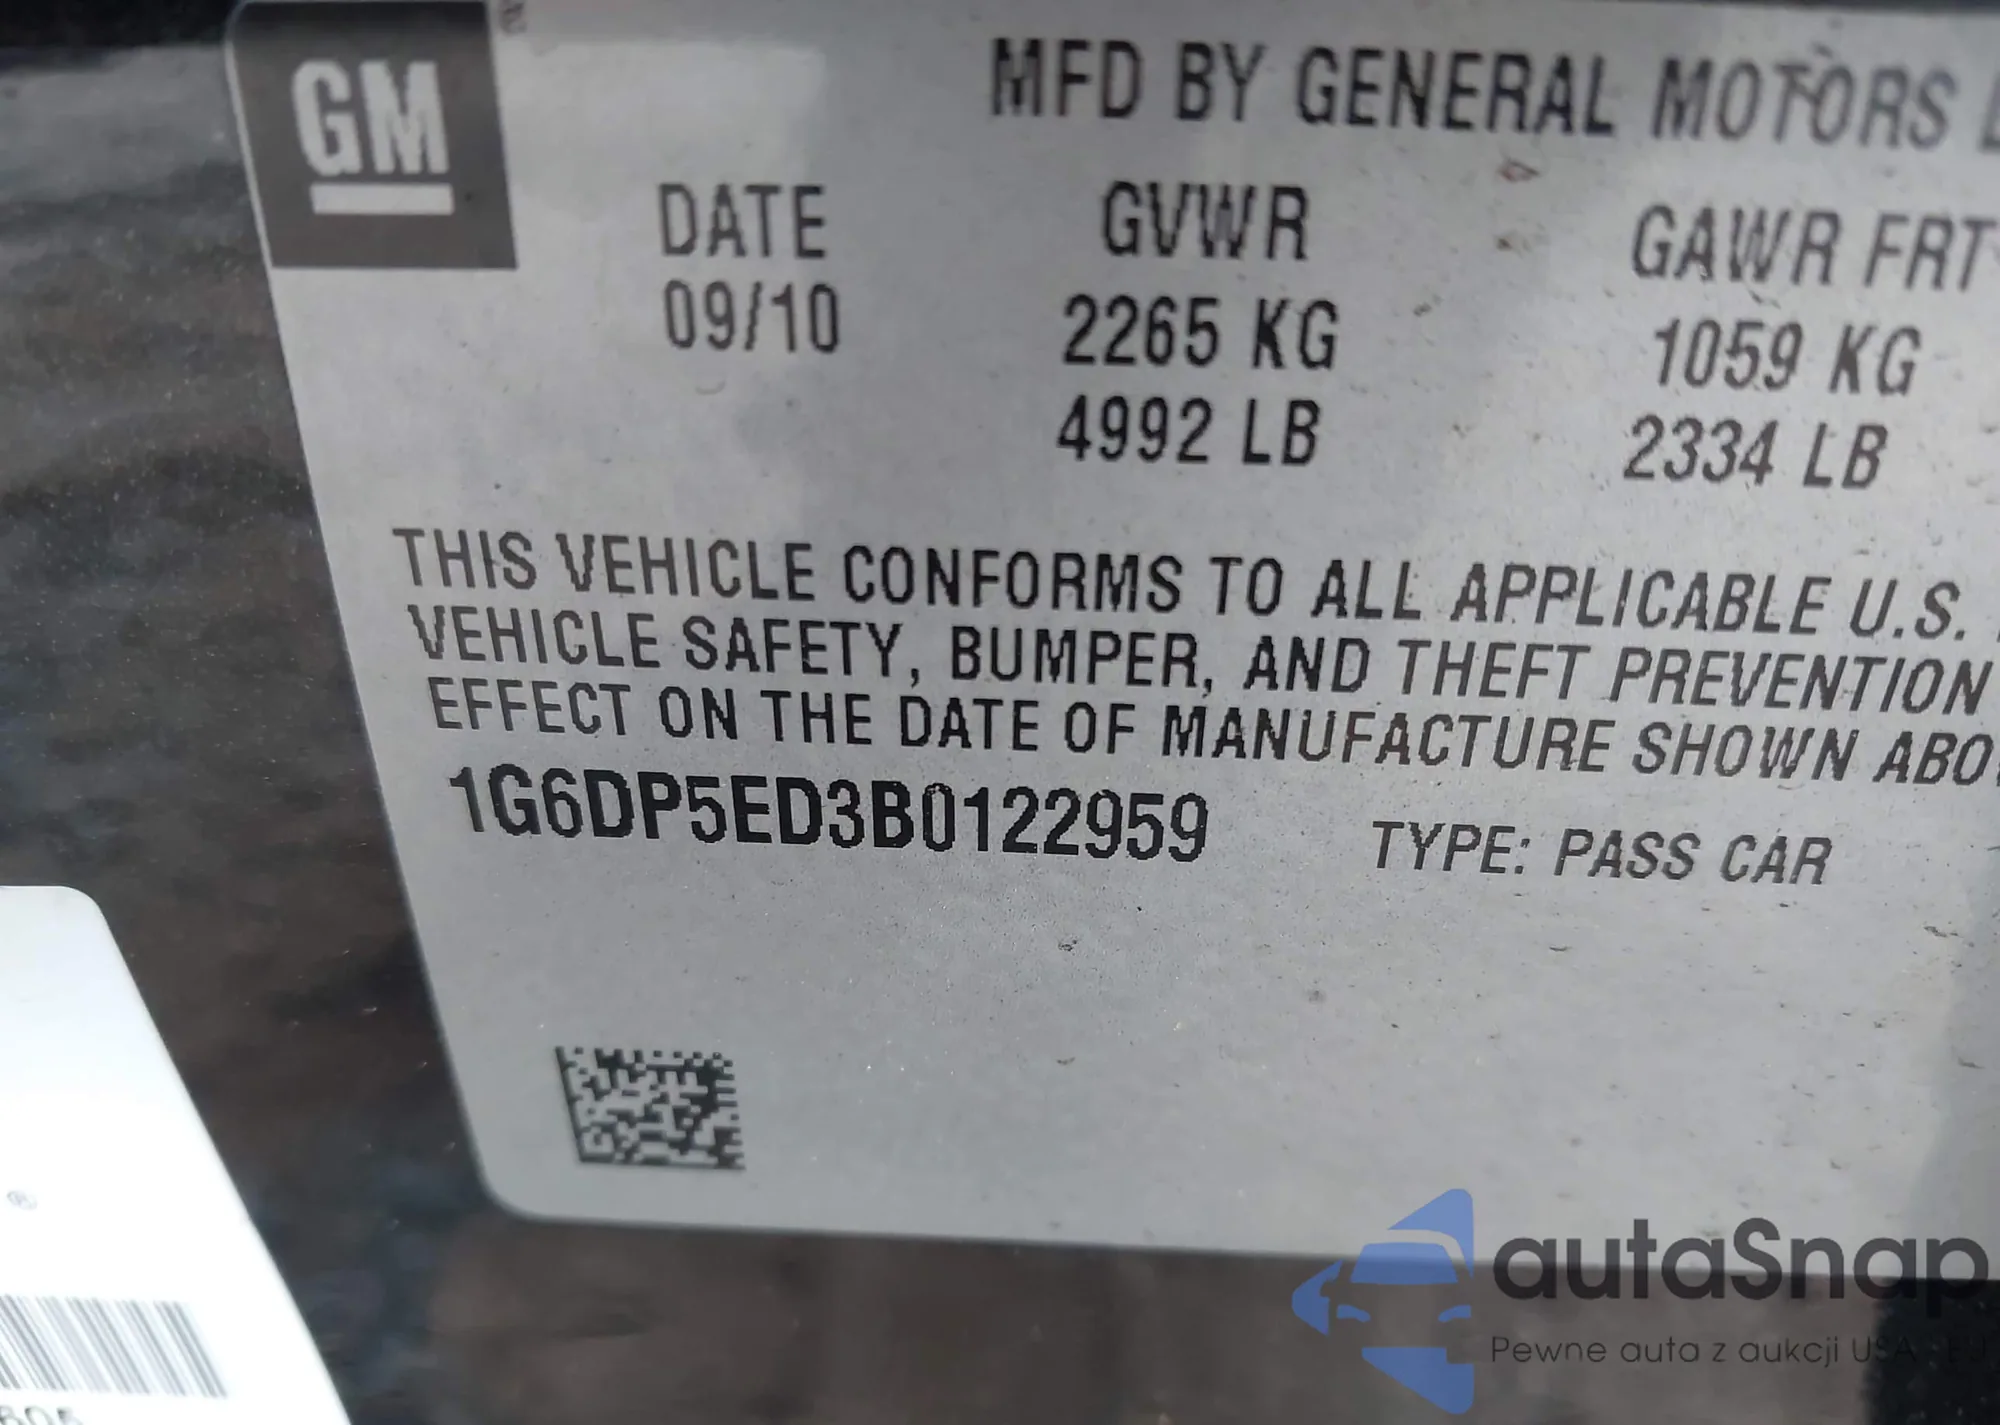 GM
MFD BY GENERAL MOTORS
DATE GVWR GAWR FRT
09/10 2265 KG 1059 KG
4992 LB 2334 LB
THIS VEHICLE CONFORMS TO ALL APPLICABLE U.S.
VEHICLE SAFETY, BUMPER, AND THEFT PREVENTION
EFFECT ON THE DATE OF MANUFACTURE SHOWN ABO
1G6DP5ED3B0122959 TYPE: PASS CAR
®
autaSnap
Pewne auta z aukcji USA